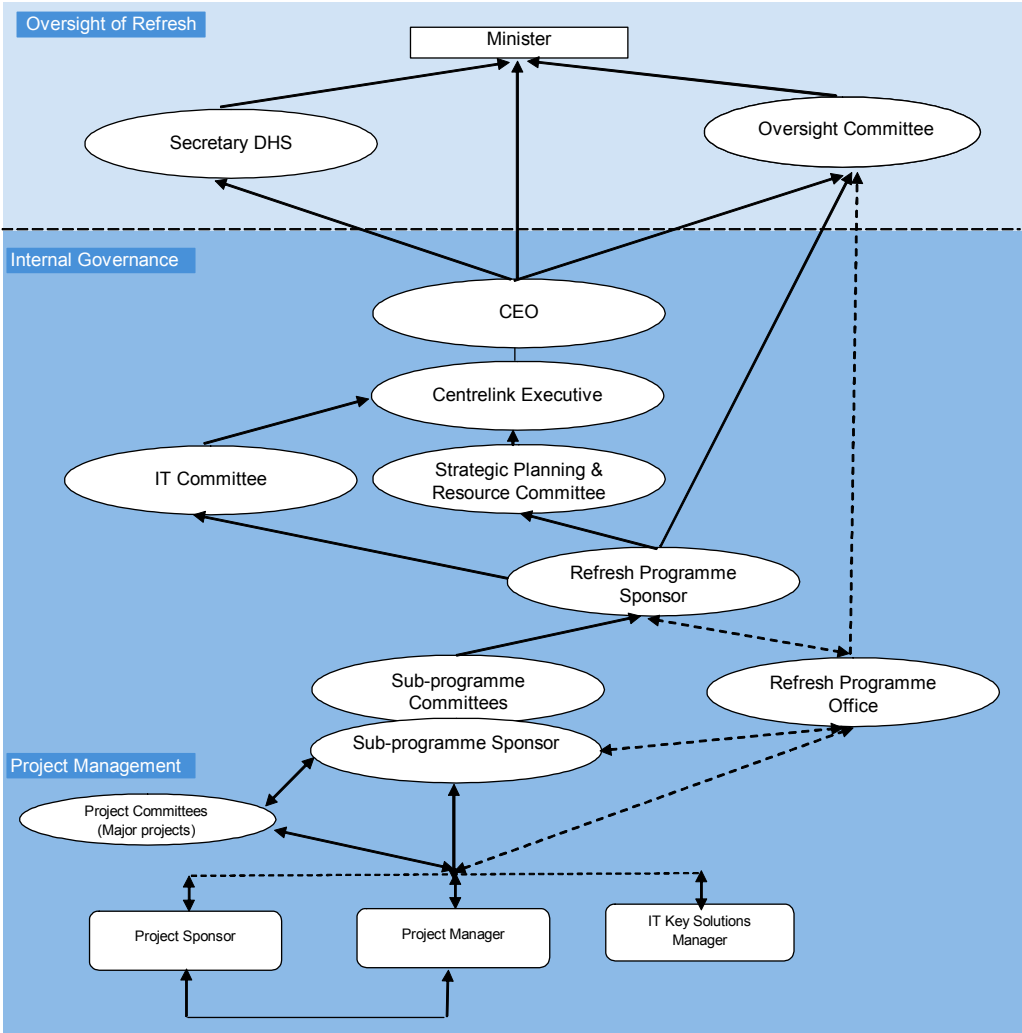 Oversight of Refresh
Minister
Secretary DHS
Oversight Committee
Internal Governance
CEO
Centrelink Executive
IT Committee
Strategic Planning &
Resource Committee
Refresh Programme
Sponsor
Sub-programme
Committees
Refresh Programme
Office
Sub-programme Sponsor
Project Management
Project Committees
(Major projects)
Project Sponsor
Project Manager
IT Key Solutions
Manager